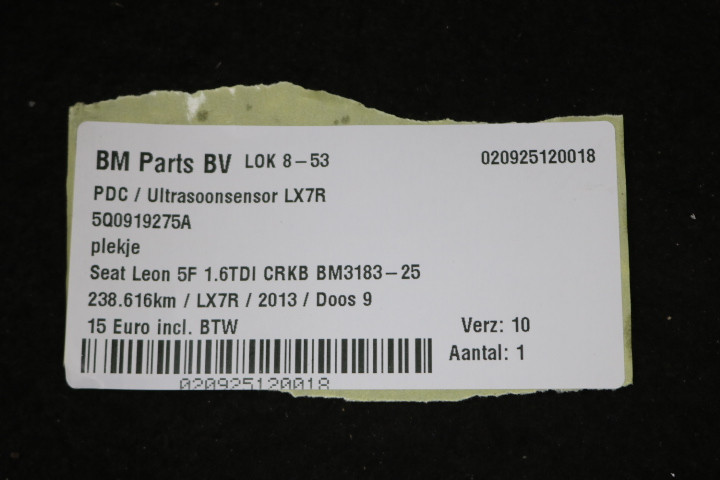 BM Parts BV LOK 8-53 020925120018
PDC / Ultrasoonsensor LX7R
5Q0919275A
plekje
Seat Leon 5F 1.6TDI CRKB BM3183-25
238.616km / LX7R / 2013 / Doos 9
15 Euro incl. BTW Verz: 10
Aantal: 1
020925120018